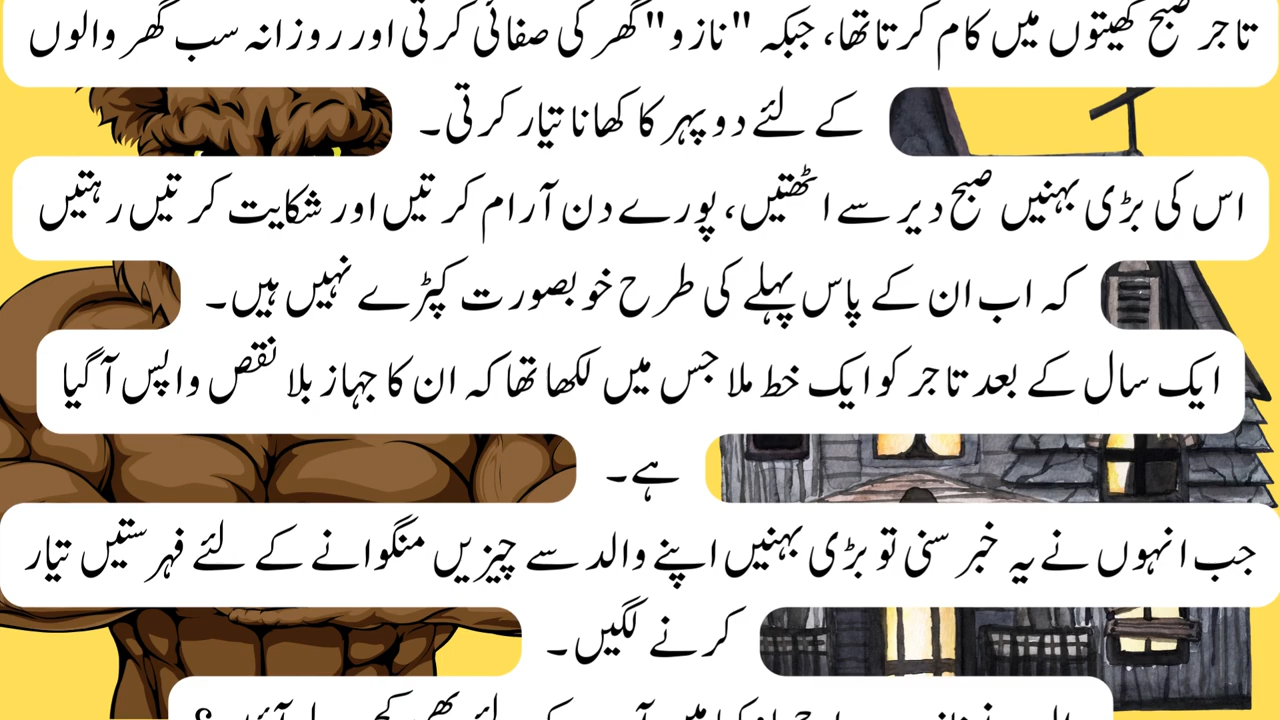 تاجر صبح کھیتوں میں کام کرتا تھا، جبکہ "نازو" گھر کی صفائی کرتی اور روزانہ سب گھر والوں
کے لئے دوپہر کا کھانا تیار کرتی۔
اس کی بڑی بہنیں صبح دیر سے اٹھتیں، پورے دن آرام کرتیں اور شکایت کرتیں رہتیں
کہ اب ان کے پاس پہلے کی طرح خوبصورت کپڑے نہیں ہیں۔
ایک سال کے بعد تاجر کو ایک خط ملا جس میں لکھا تھا کہ ان کا جہاز بلا نقص واپس آ گیا
ہے۔
جب انہوں نے یہ خبر سنی تو بڑی بہنیں اپنے والد سے چیزیں منگوانے کے لئے فہرستیں تیار
کرنے لگیں۔